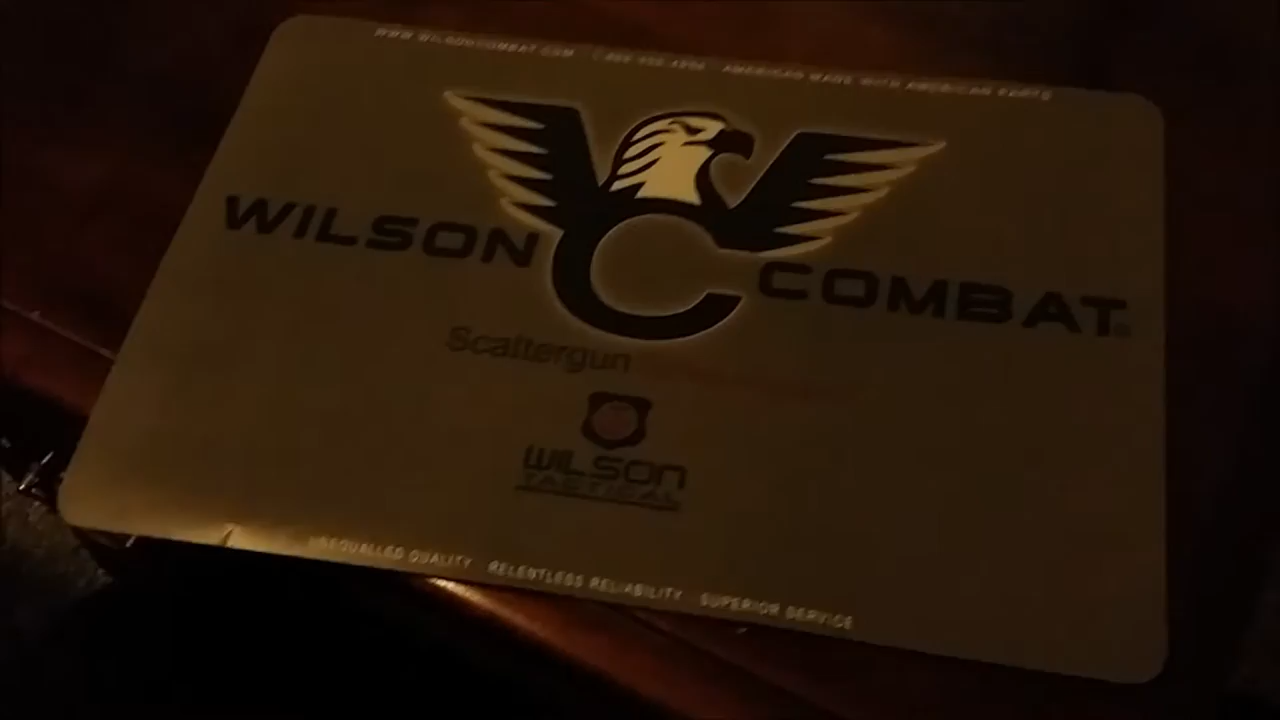 WWW.WILSONCOMBAT.COM AMERICAN MADE WITH AMERICAN PARTS
WILSON COMBAT®
Scattergun
WILSON
TACTICAL
UNEQUALLED QUALITY RELENTLESS RELIABILITY SUPERIOR SERVICE